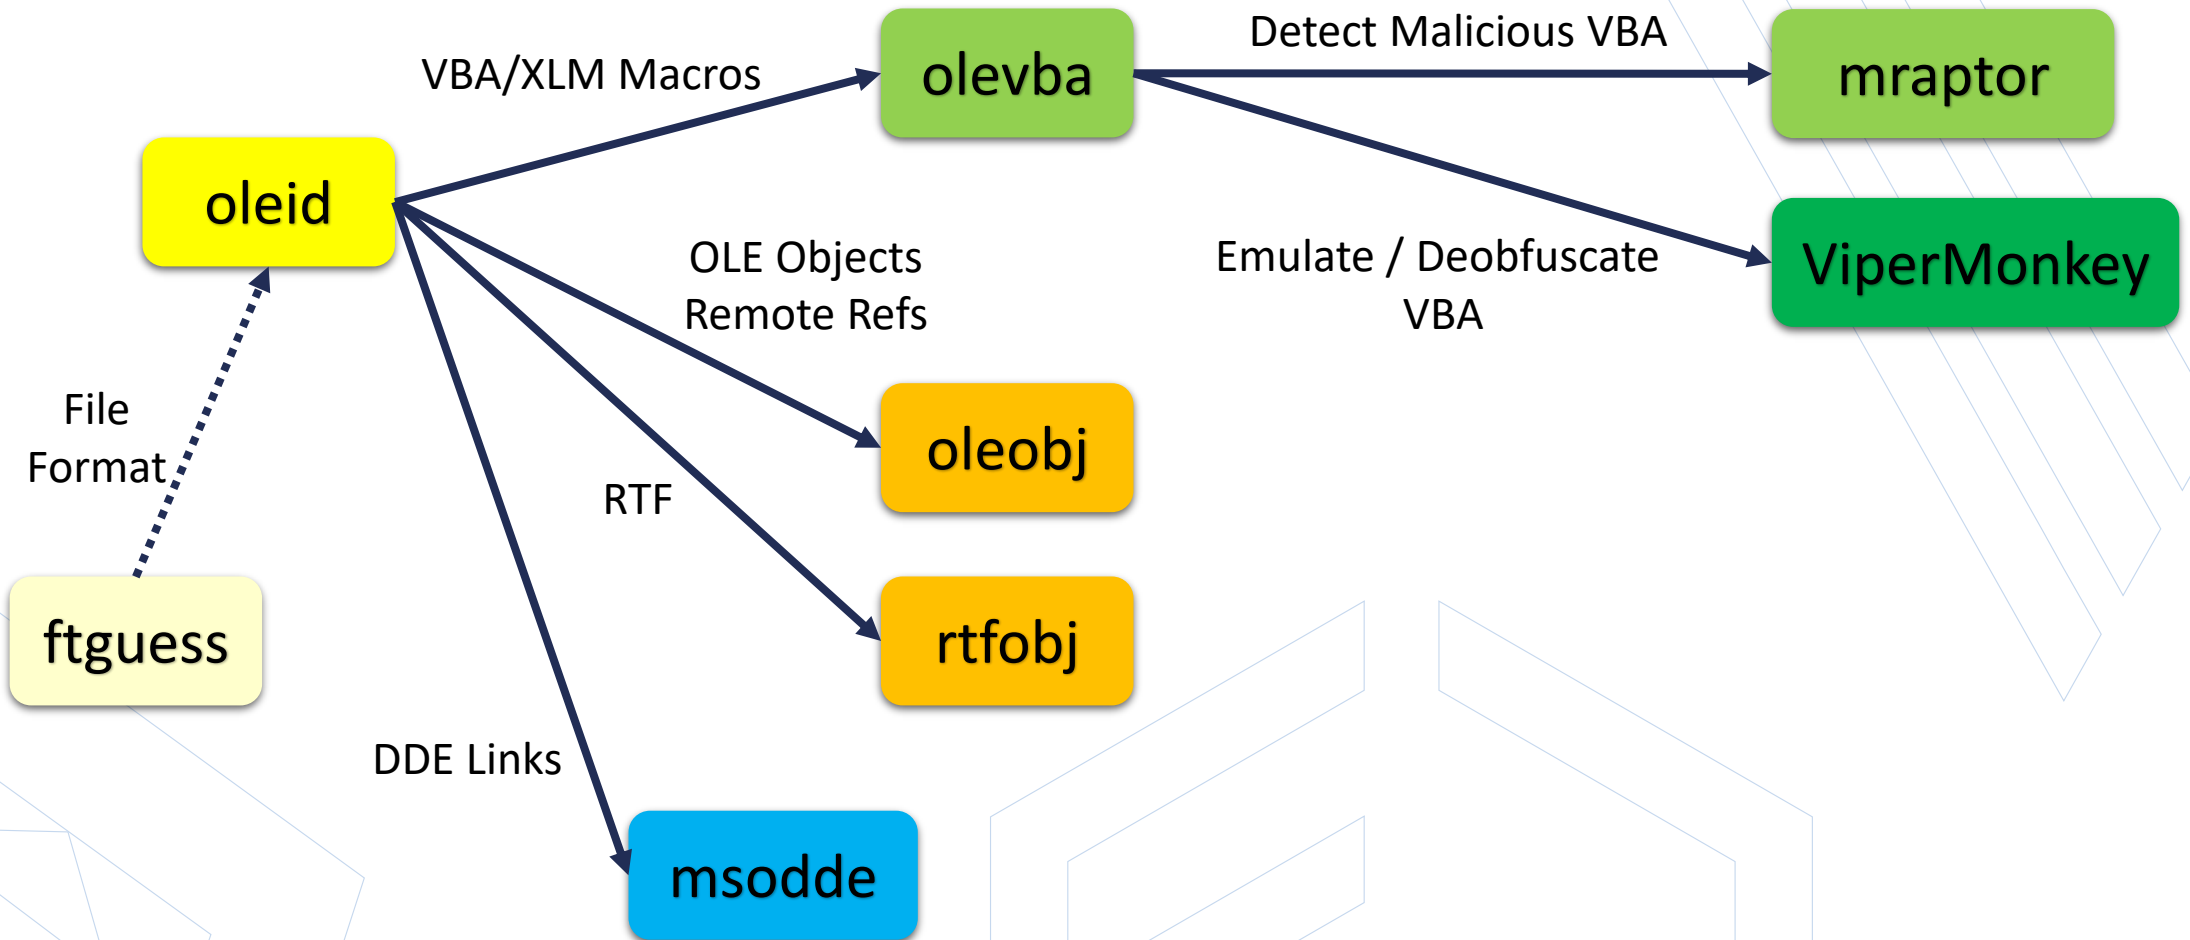 Detect Malicious VBA
VBA/XLM Macros
olevba
mraptor
oleid
OLE Objects
Remote Refs
Emulate / Deobfuscate
VBA
ViperMonkey
File
Format
oleobj
RTF
ftguess
rtfobj
DDE Links
msodde